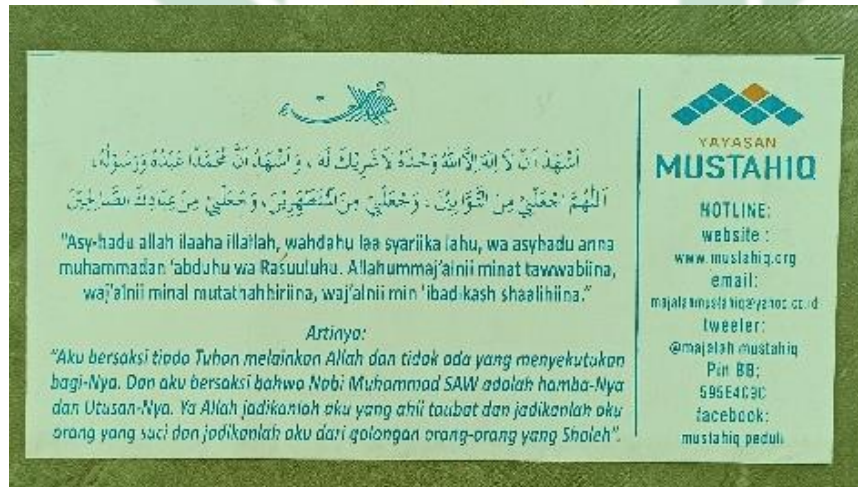 أَشْهَدُ أَنْ لَا إِلٰهَ إِلَّا اللهُ وَحْدَهُ لَا شَرِيْكَ لَهُ ، وَأَشْهَدُ أَنَّ مُحَمَّدًا عَبْدُهُ وَرَسُوْلُهُ،
اَللّٰهُمَّ اجْعَلْنِيْ مِنَ التَّوَّابِيْنَ ، وَجْعَلْنِيْ مِنَ الْمُتَطَهِّرِيْنَ، وَجْعَلْنِيْ مِنْ عِبَادِكَ الصَّالِحِيْنَ
"Asy-hadu allah ilaaha illallah, wahdahu laa syariika lahu, wa asyhadu anna
muhammadan 'abduhu wa Rasuuluhu. Allahummaj'alnii minat tawwabiina,
waj'alnii minal mutathahhiriina, waj'alnii min 'ibadikash shaalihiina."
Artinya:
"Aku bersaksi tiada Tuhan melainkan Allah dan tidak ada yang menyekutukan
bagi-Nya. Dan aku bersaksi bahwa Nabi Muhammad SAW adalah hamba-Nya
dan Utusan-Nya. Ya Allah jadikanlah aku yang ahli taubat dan jadikanlah aku
orang yang suci dan jadikanlah aku dari golongan orang-orang yang Sholeh".
YAYASAN
MUSTAHIQ
HOTLINE:
website :
www.mustahiq.org
email:
majalahmustahiq@yahoo.co.id
tweeter:
@majalah mustahiq
Pin BB:
facebook:
mustahiq peduli